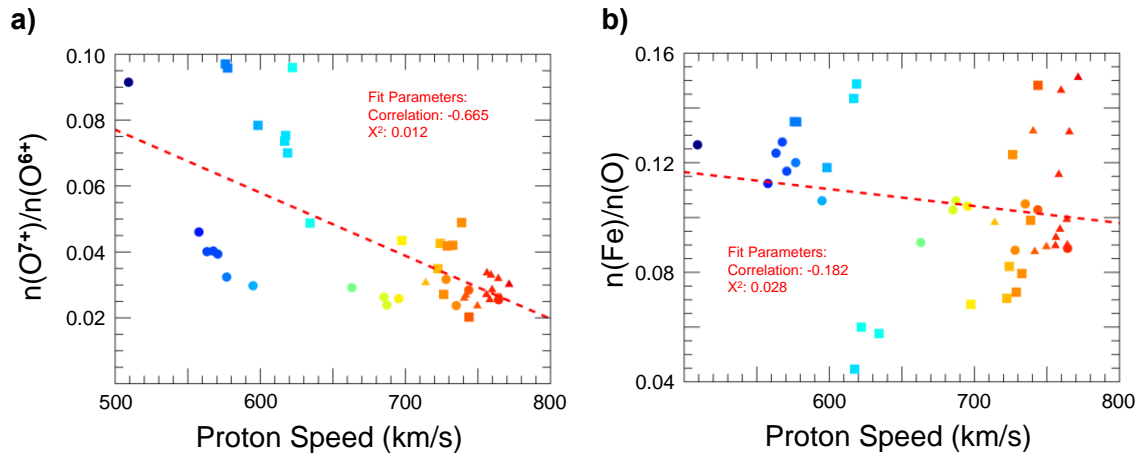 a)
n(O⁷⁺)/n(O⁶⁺)
0.10
0.08
0.06
0.04
0.02
Fit Parameters:
Correlation: -0.665
X²: 0.012
500
600
700
800
Proton Speed (km/s)
b)
n(Fe)/n(O)
0.16
0.12
0.08
0.04
Fit Parameters:
Correlation: -0.182
X²: 0.028
600
700
800
Proton Speed (km/s)